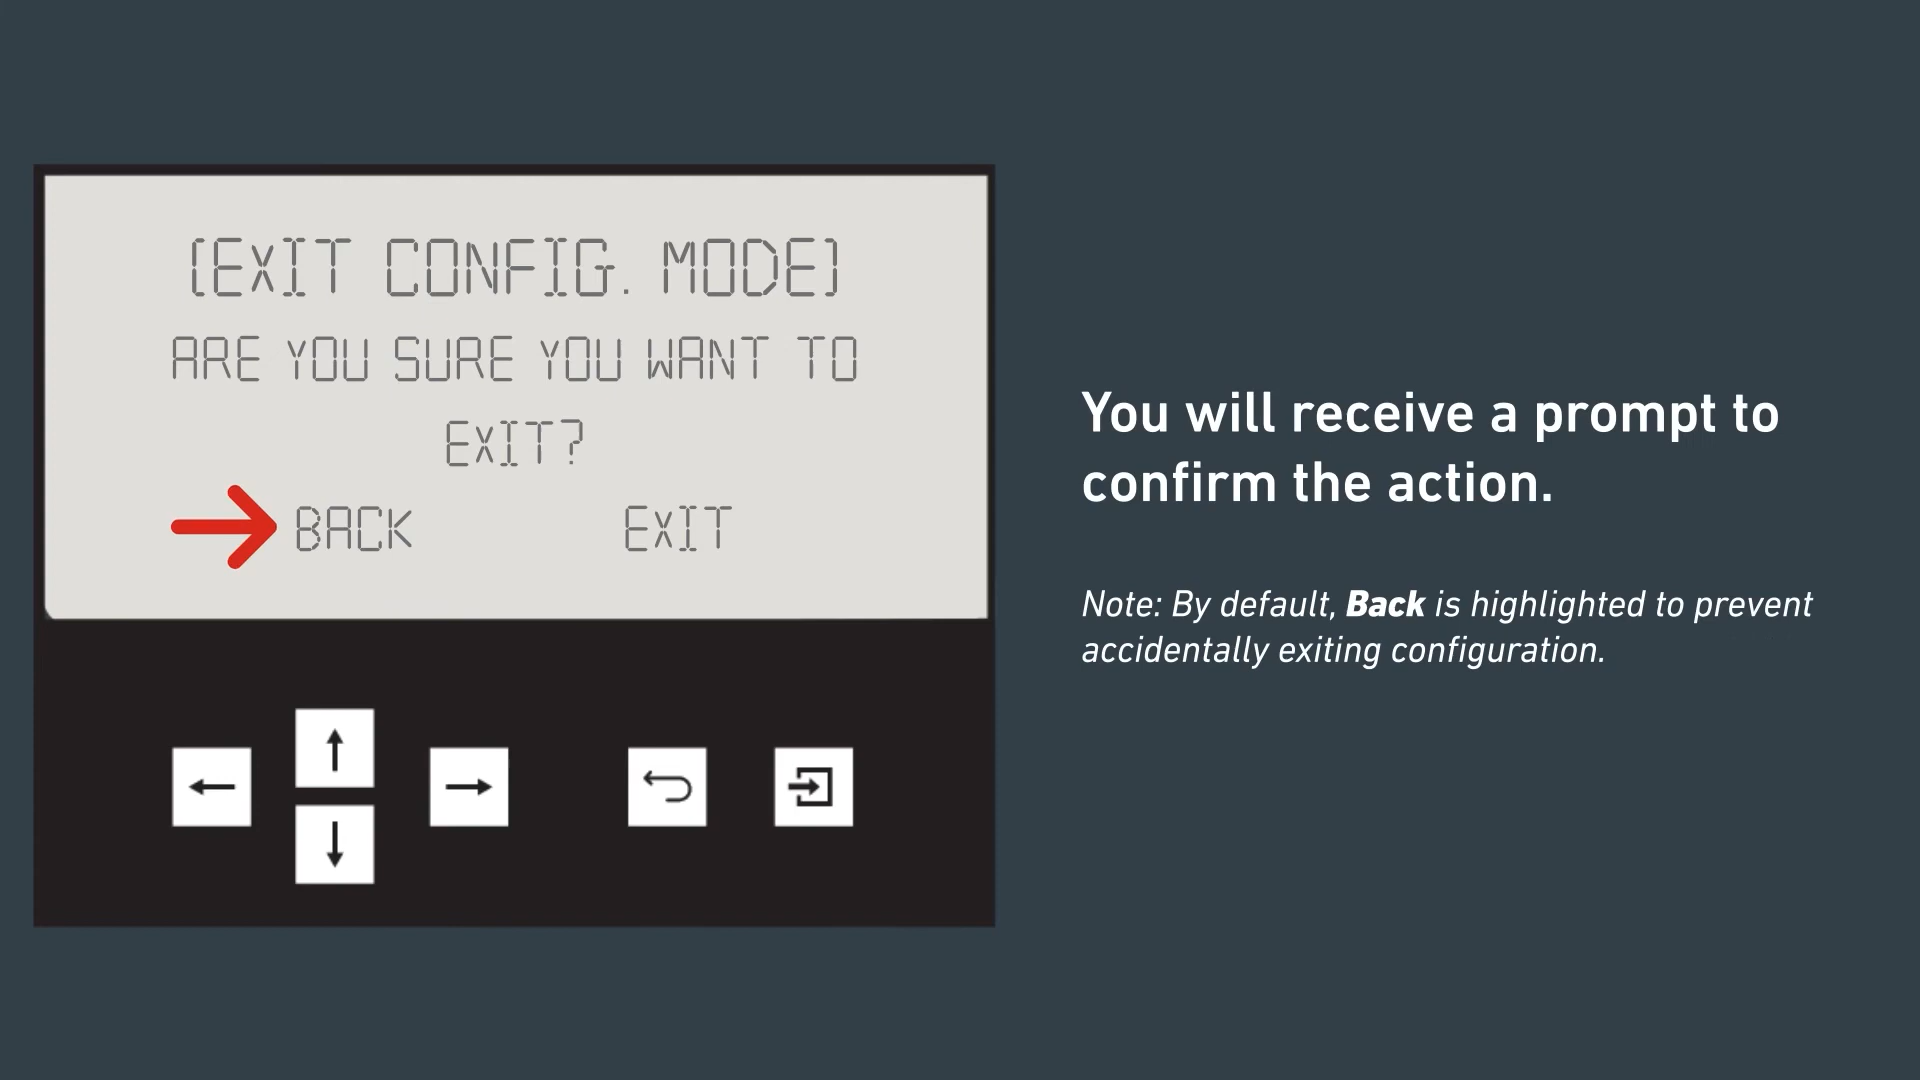 [EXIT CONFIG. MODE]
ARE YOU SURE YOU WANT TO
EXIT?
BACK EXIT
You will receive a prompt to
confirm the action.
Note: By default, Back is highlighted to prevent
accidentally exiting configuration.